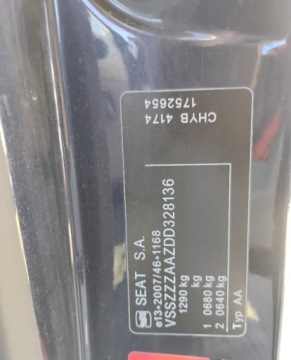 SEAT S.A.
e13*2007/46*1168
VSSZZZAAZDD328136
1290 kg
kg
1 0680 kg
2 0640 kg
Typ AA
CHYB 4174
1752654